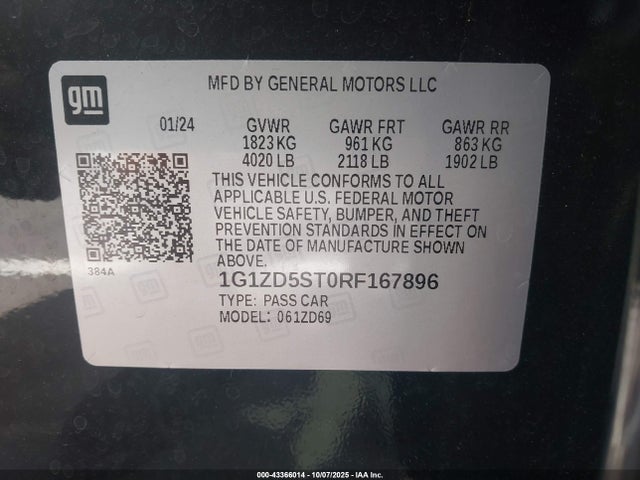 gm
MFD BY GENERAL MOTORS LLC
01/24 GVWR GAWR FRT GAWR RR
1823 KG 961 KG 863 KG
4020 LB 2118 LB 1902 LB
THIS VEHICLE CONFORMS TO ALL
APPLICABLE U.S. FEDERAL MOTOR
VEHICLE SAFETY, BUMPER, AND THEFT
PREVENTION STANDARDS IN EFFECT ON
THE DATE OF MANUFACTURE SHOWN
ABOVE.
384A
1G1ZD5ST0RF167896
TYPE: PASS CAR
MODEL: 061ZD69
000-43366014 - 10/07/2025 - IAA Inc.